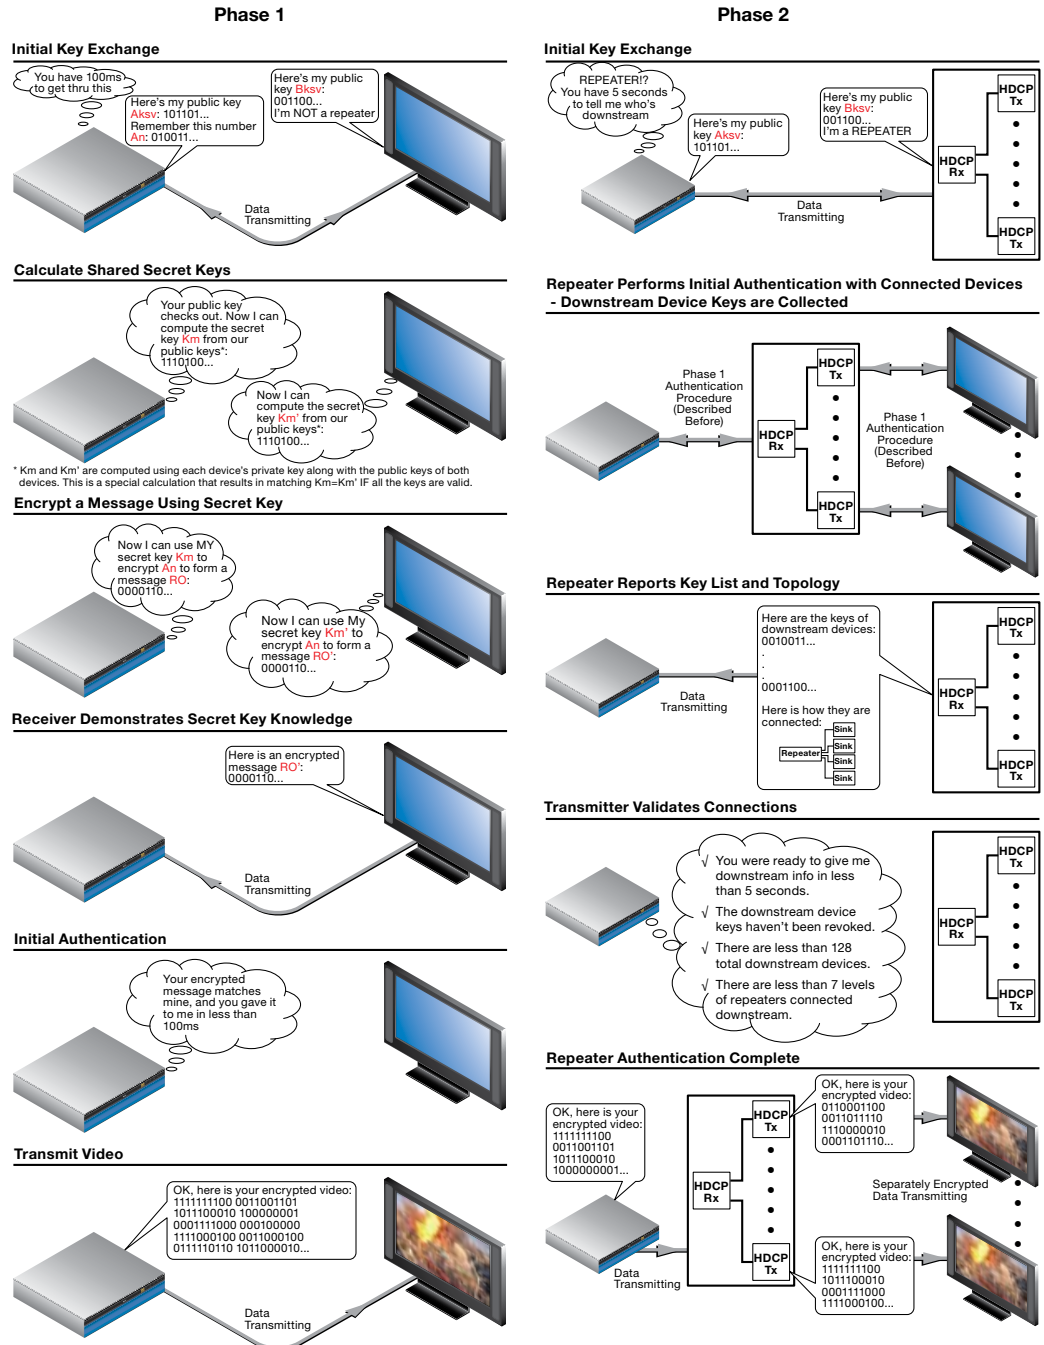 Phase 1
Initial Key Exchange
You have 100ms
to get thru this
Here's my public key
Aksv: 101101...
Remember this number
An: 010011...
Here's my public
key Bksv:
001100...
I'm NOT a repeater
Data
Transmitting
Calculate Shared Secret Keys
Your public key
checks out. Now I can
compute the secret
key Km from our
public keys*:
1110100...
Now I can
compute the secret
key Km' from our
public keys*:
1110100...
* Km and Km' are computed using each device's private key along with the public keys of both
devices. This is a special calculation that results in matching Km=Km' IF all the keys are valid.
Encrypt a Message Using Secret Key
Now I can use MY
secret key Km to
encrypt An to form a
message RO:
0000110...
Now I can use My
secret key Km' to
encrypt An to form a
message RO':
0000110...
Receiver Demonstrates Secret Key Knowledge
Here is an encrypted
message RO':
0000110...
Data
Transmitting
Initial Authentication
Your encrypted
message matches
mine, and you gave it
to me in less than
100ms
Transmit Video
OK, here is your encrypted video:
1111111100 0011001101
1011100010 100000001
0001111000 000100000
1111000100 0011000100
0111110110 1011000010...
Data
Transmitting
Phase 2
Initial Key Exchange
REPEATER!?
You have 5 seconds
to tell me who's
downstream
Here's my public
key Aksv:
101101...
Here's my public
key Bksv:
001100...
I'm a REPEATER
Data
Transmitting
HDCP
Rx
HDCP
Tx
HDCP
Tx
Repeater Performs Initial Authentication with Connected Devices
- Downstream Device Keys are Collected
Phase 1
Authentication
Procedure
(Described
Before)
HDCP
Rx
HDCP
Tx
HDCP
Tx
Phase 1
Authentication
Procedure
(Described
Before)
Repeater Reports Key List and Topology
Data
Transmitting
Here are the keys of
downstream devices:
0010011...
.
.
.
0001100...
Here is how they are
connected:
Repeater
Sink
Sink
Sink
Sink
HDCP
Rx
HDCP
Tx
HDCP
Tx
Transmitter Validates Connections
√ You were ready to give me
downstream info in less
than 5 seconds.
√ The downstream device
keys haven't been revoked.
√ There are less than 128
total downstream devices.
√ There are less than 7 levels
of repeaters connected
downstream.
HDCP
Rx
HDCP
Tx
HDCP
Tx
Repeater Authentication Complete
OK, here is your
encrypted video:
1111111100
0011001101
1011100010
1000000001...
Data
Transmitting
HDCP
Rx
HDCP
Tx
HDCP
Tx
OK, here is your
encrypted video:
0110001100
0011011110
1110000010
0001101110...
Separately Encrypted
Data Transmitting
OK, here is your
encrypted video:
1111111100
1011100010
0001111000
1111000100...